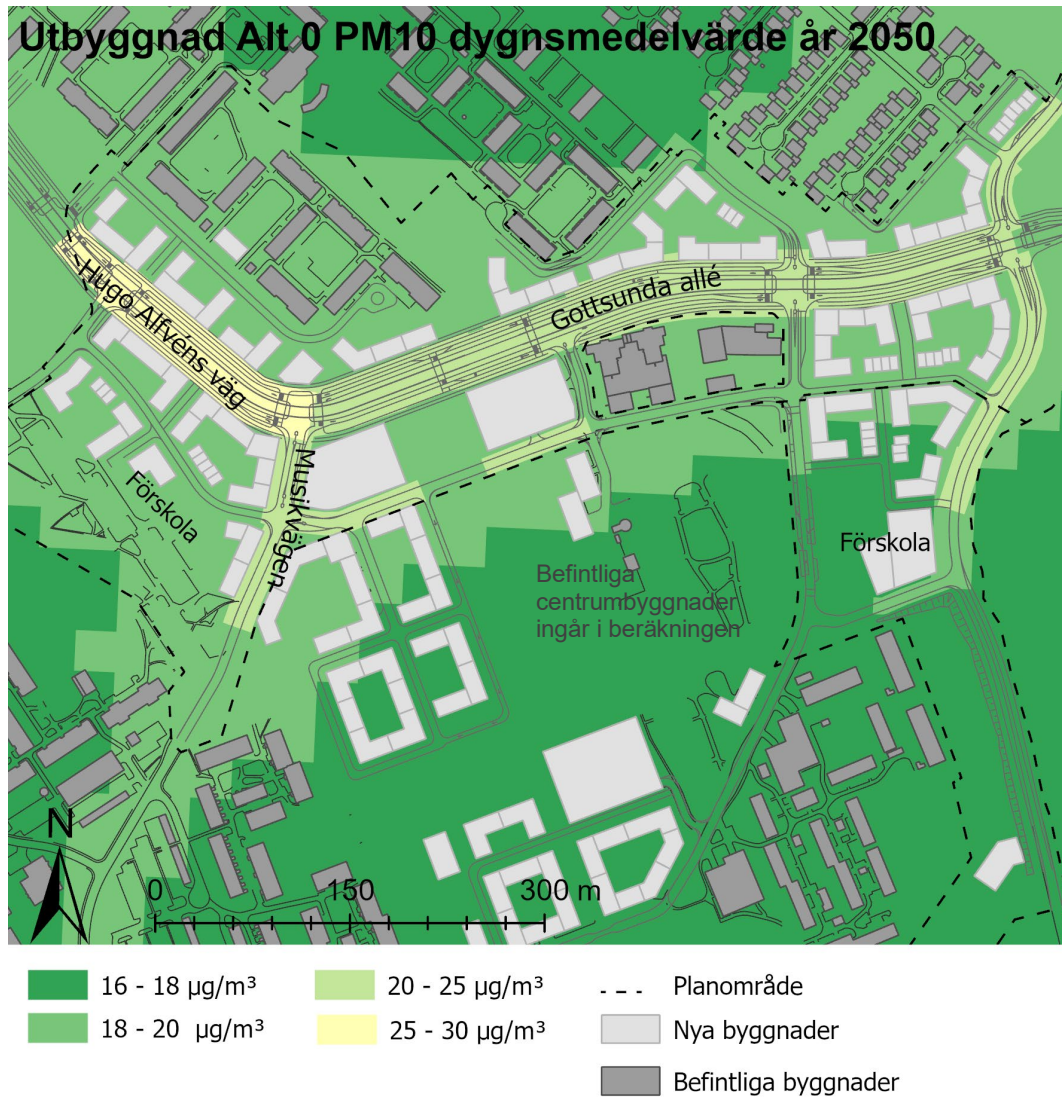 Utbyggnad Alt 0 PM10 dygnsmedelvärde år 2050
Hugo Alfvéns väg
Gottsunda allé
Musikvägen
Förskola
Förskola
Befintliga
centrumbyggnader
ingår i beräkningen
N
0 150 300 m
16 - 18 µg/m³
18 - 20 µg/m³
20 - 25 µg/m³
25 - 30 µg/m³
Planområde
Nya byggnader
Befintliga byggnader